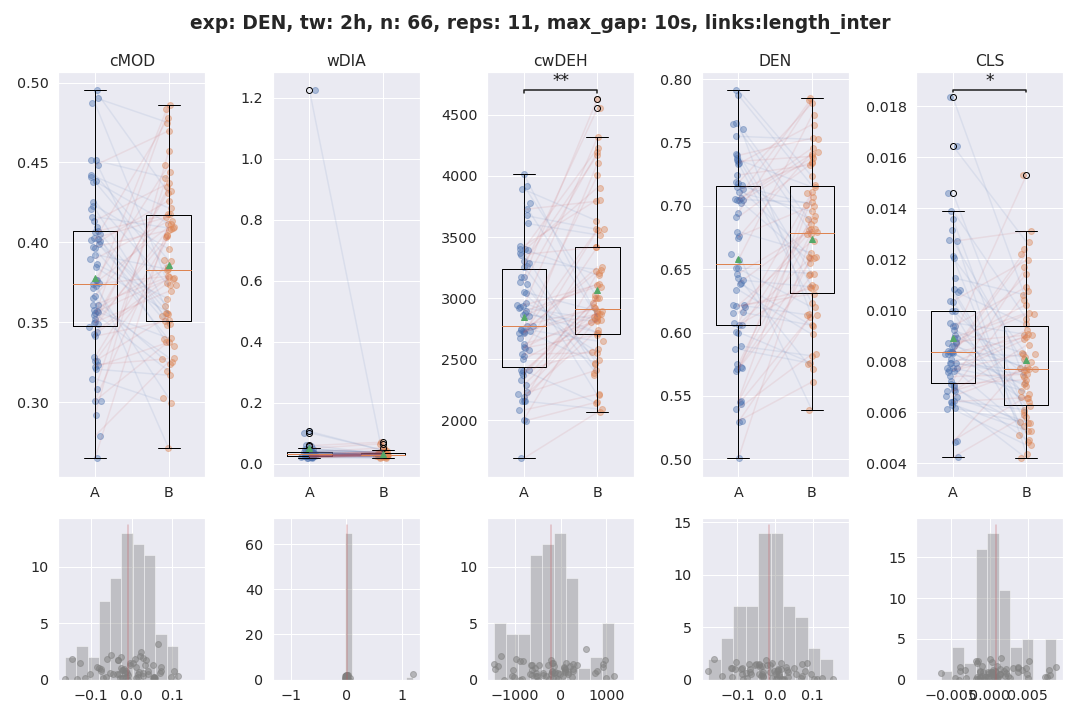 exp: DEN, tw: 2h, n: 66, reps: 11, max_gap: 10s, links:length_inter
cMOD wDIA cwDEH DEN CLS
** *
0.50 0.45 0.40 0.35 0.30
A B
1.2 1.0 0.8 0.6 0.4 0.2 0.0
A B
4500 4000 3500 3000 2500 2000
A B
0.80 0.75 0.70 0.65 0.60 0.55 0.50
A B
0.018 0.016 0.014 0.012 0.010 0.008 0.006 0.004
A B
10 5 0
−0.1 0.0 0.1
60 40 20 0
−1 0 1
10 5 0
−1000 0 1000
15 10 5 0
−0.1 0.0 0.1
15 10 5 0
−0.005 0.000 0.005